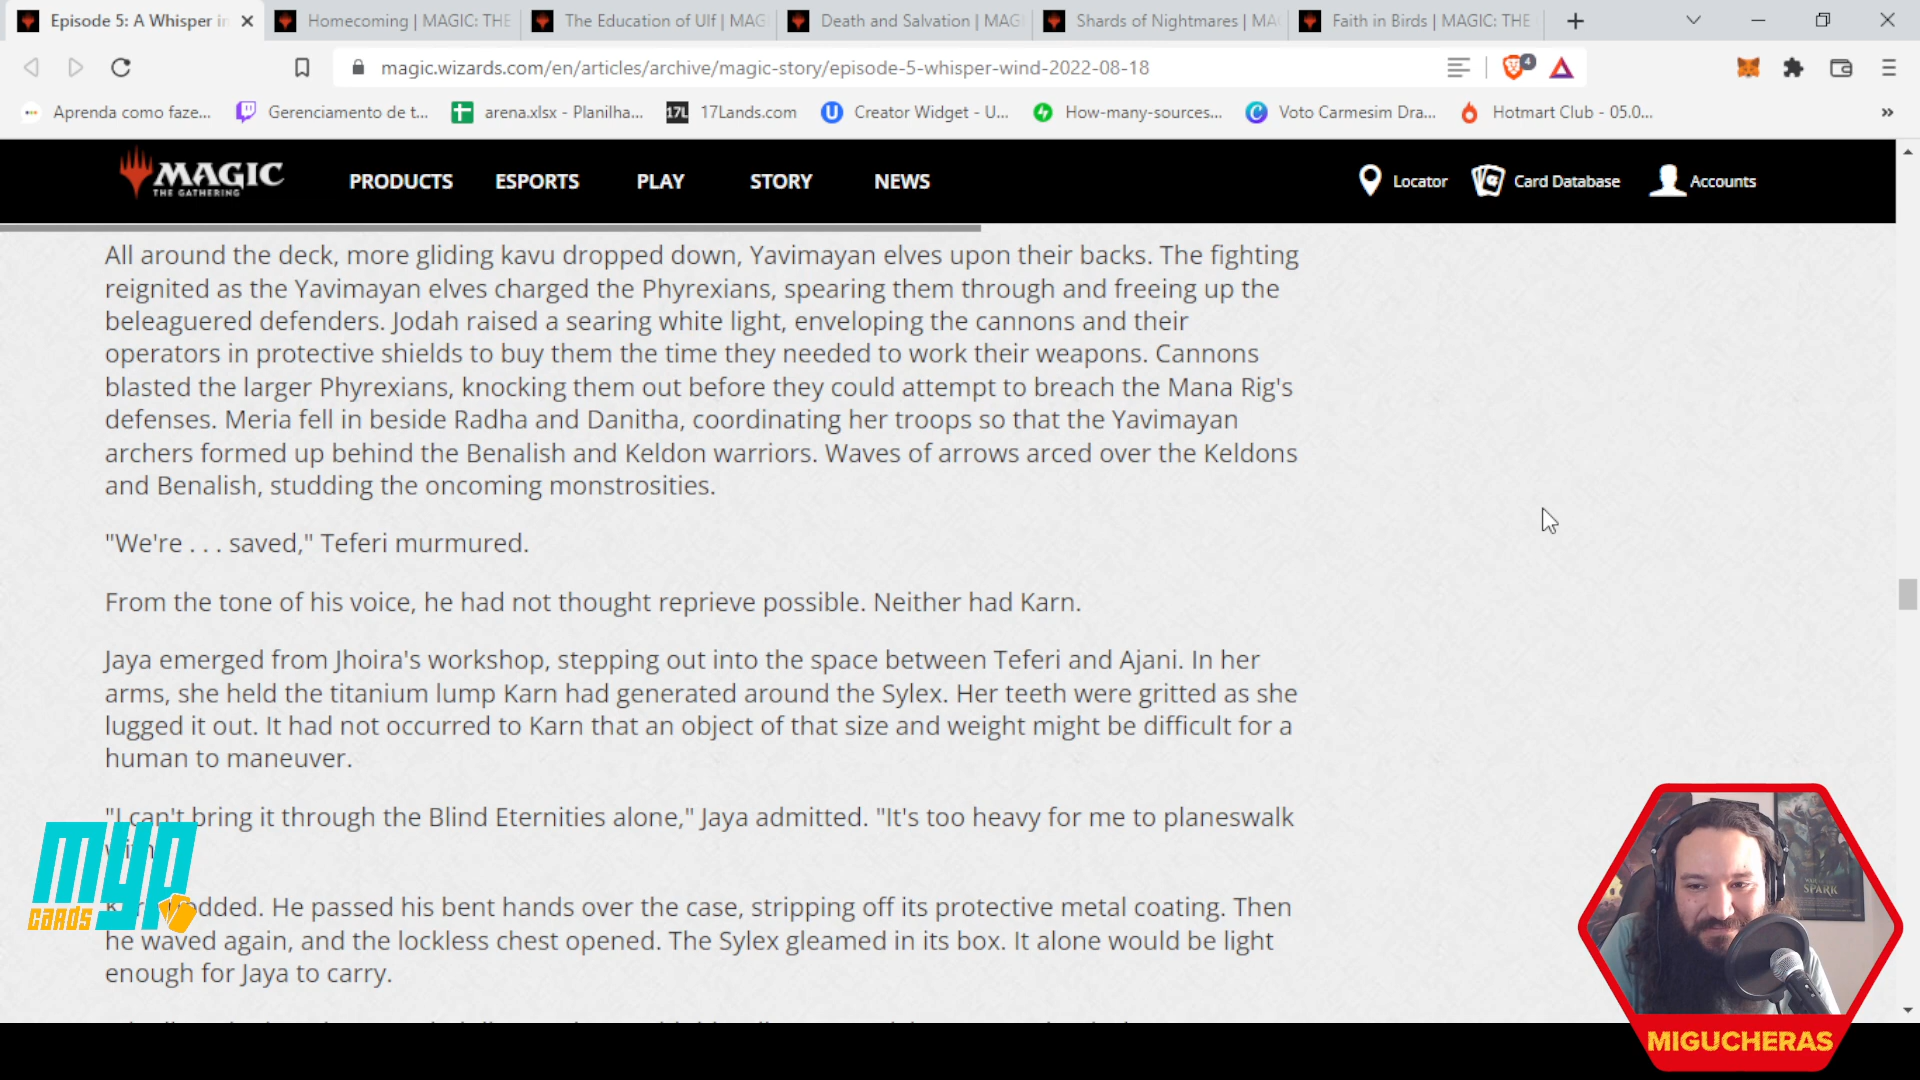 Episode 5: A Whisper in
Homecoming | MAGIC: THE
The Education of Ulf | MAG
Death and Salvation | MAG
Shards of Nightmares | MA
Faith in Birds | MAGIC: THE
magic.wizards.com/en/articles/archive/magic-story/episode-5-whisper-wind-2022-08-18
4
Aprenda como faze...
Gerenciamento de t...
arena.xlsx - Planilha...
17L
17Lands.com
Creator Widget - U...
How-many-sources...
Voto Carmesim Dra...
Hotmart Club - 05.0...
MAGIC
THE GATHERING
PRODUCTS
ESPORTS
PLAY
STORY
NEWS
Locator
Card Database
Accounts
All around the deck, more gliding kavu dropped down, Yavimayan elves upon their backs. The fighting
reignited as the Yavimayan elves charged the Phyrexians, spearing them through and freeing up the
beleaguered defenders. Jodah raised a searing white light, enveloping the cannons and their
operators in protective shields to buy them the time they needed to work their weapons. Cannons
blasted the larger Phyrexians, knocking them out before they could attempt to breach the Mana Rig's
defenses. Meria fell in beside Radha and Danitha, coordinating her troops so that the Yavimayan
archers formed up behind the Benalish and Keldon warriors. Waves of arrows arced over the Keldons
and Benalish, studding the oncoming monstrosities.
"We're . . . saved," Teferi murmured.
From the tone of his voice, he had not thought reprieve possible. Neither had Karn.
Jaya emerged from Jhoira's workshop, stepping out into the space between Teferi and Ajani. In her
arms, she held the titanium lump Karn had generated around the Sylex. Her teeth were gritted as she
lugged it out. It had not occurred to Karn that an object of that size and weight might be difficult for a
human to maneuver.
"I can't bring it through the Blind Eternities alone," Jaya admitted. "It's too heavy for me to planeswalk
nodded. He passed his bent hands over the case, stripping off its protective metal coating. Then
he waved again, and the lockless chest opened. The Sylex gleamed in its box. It alone would be light
enough for Jaya to carry.
myp
CARDS
SPARK
MIGUCHERAS